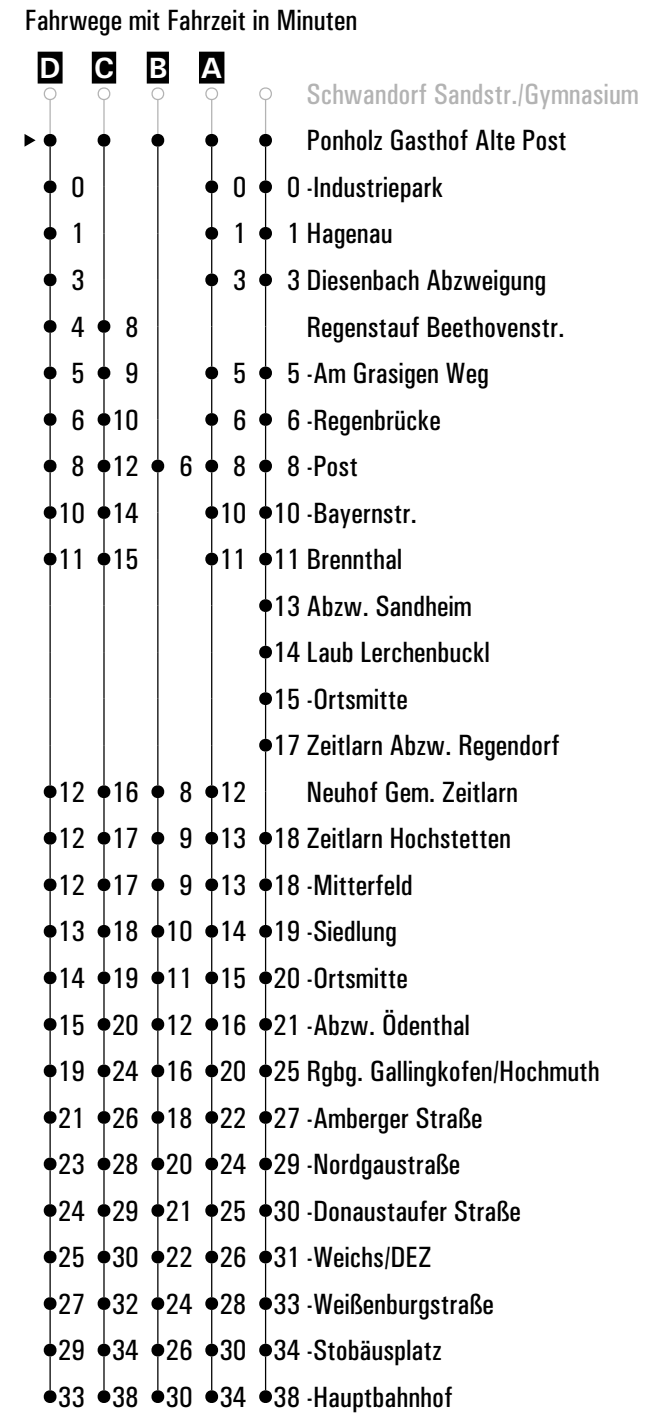 Fahrwege mit Fahrzeit in Minuten
D C B A
Schwandorf Sandstr./Gymnasium
Ponholz Gasthof Alte Post
0 0 0 -Industriepark
1 1 1 Hagenau
3 3 3 Diesenbach Abzweigung
4 8 Regenstauf Beethovenstr.
5 9 5 5 -Am Grasigen Weg
6 10 6 6 -Regenbrücke
8 12 6 8 8 -Post
10 14 10 10 -Bayernstr.
11 15 11 11 Brennthal
13 Abzw. Sandheim
14 Laub Lerchenbuckl
15 -Ortsmitte
17 Zeitlarn Abzw. Regendorf
12 16 8 12 Neuhof Gem. Zeitlarn
12 17 9 13 18 Zeitlarn Hochstetten
12 17 9 13 18 -Mitterfeld
13 18 10 14 19 -Siedlung
14 19 11 15 20 -Ortsmitte
15 20 12 16 21 -Abzw. Ödenthal
19 24 16 20 25 Rgbg. Gallingkofen/Hochmuth
21 26 18 22 27 -Amberger Straße
23 28 20 24 29 -Nordgaustraße
24 29 21 25 30 -Donaustaufer Straße
25 30 22 26 31 -Weichs/DEZ
27 32 24 28 33 -Weißenburgstraße
29 34 26 30 34 -Stobäusplatz
33 38 30 34 38 -Hauptbahnhof